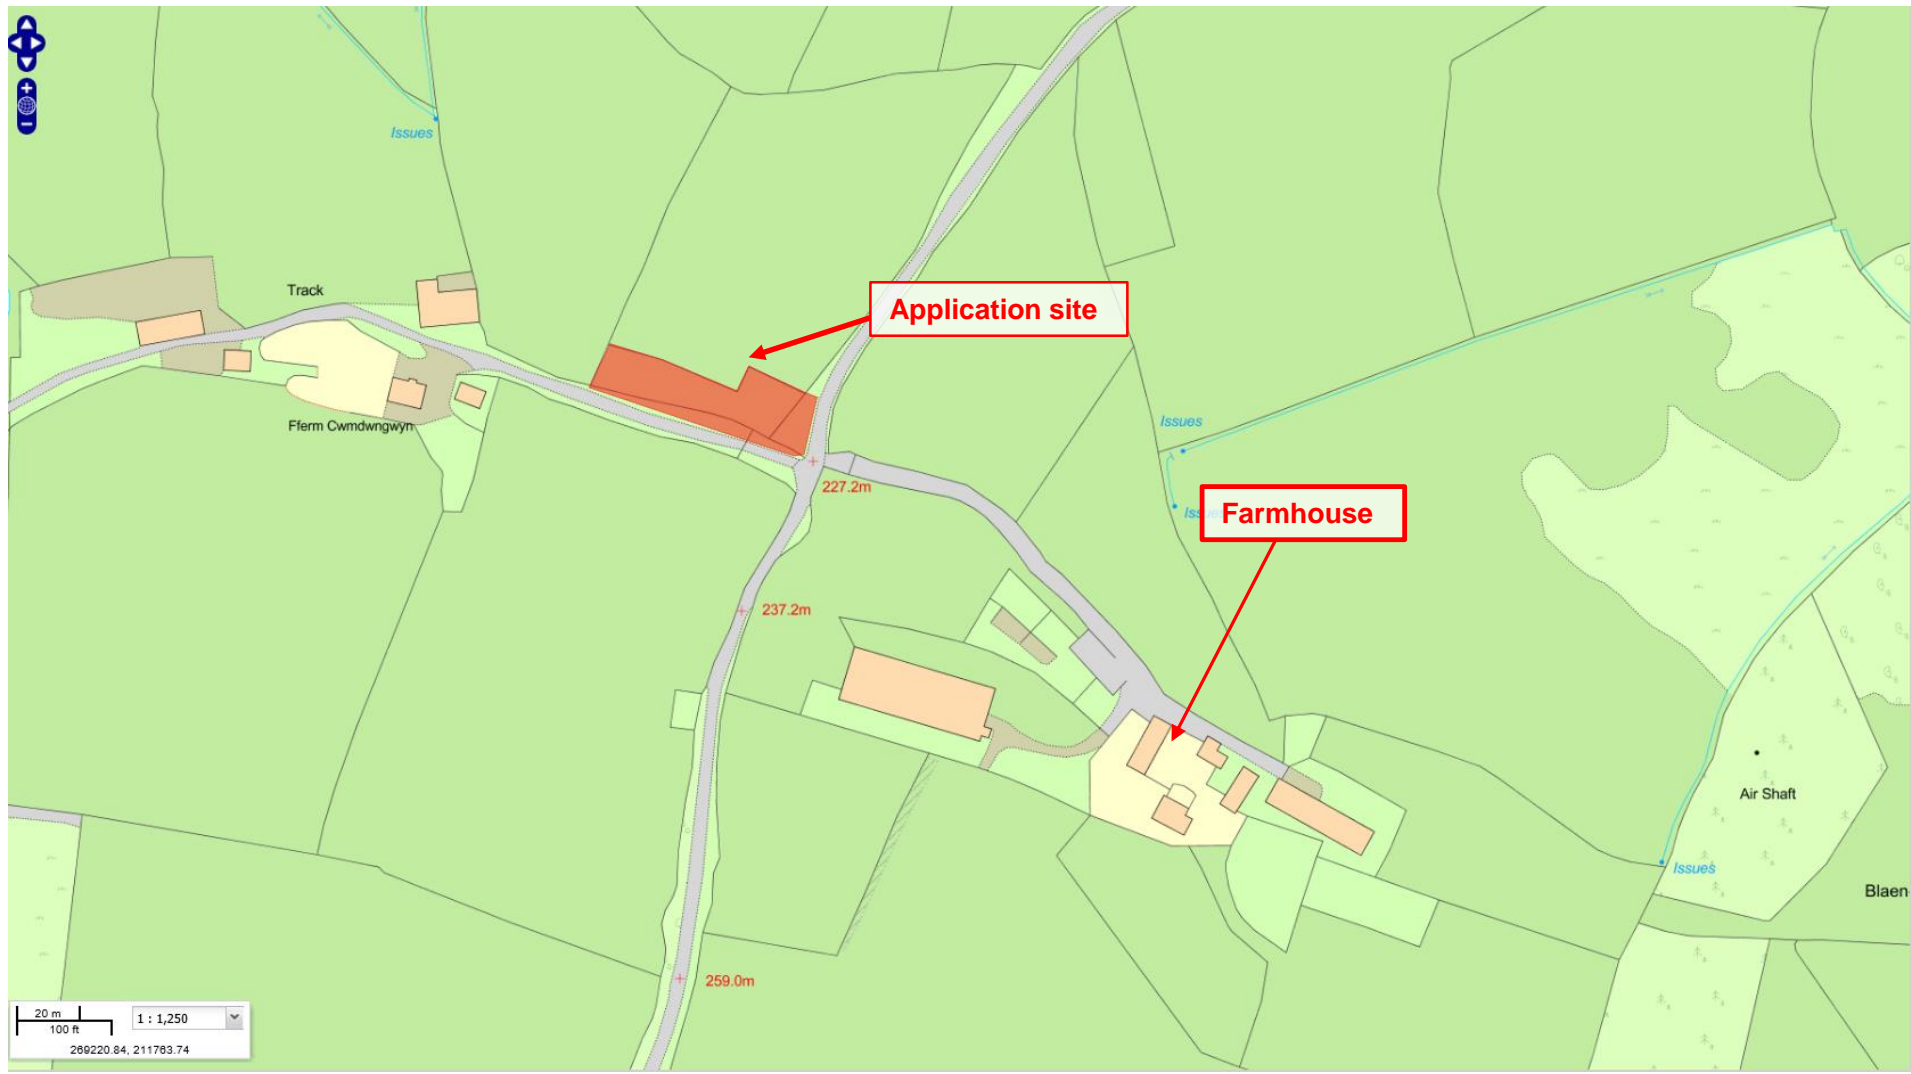 Issues
Track
Application site
Fferm Cwmdwngwyn
Issues
227.2m
Issues
Farmhouse
237.2m
Air Shaft
Issues
Blaen
259.0m
20 m
100 ft
1 : 1,250
269220.84, 211763.74